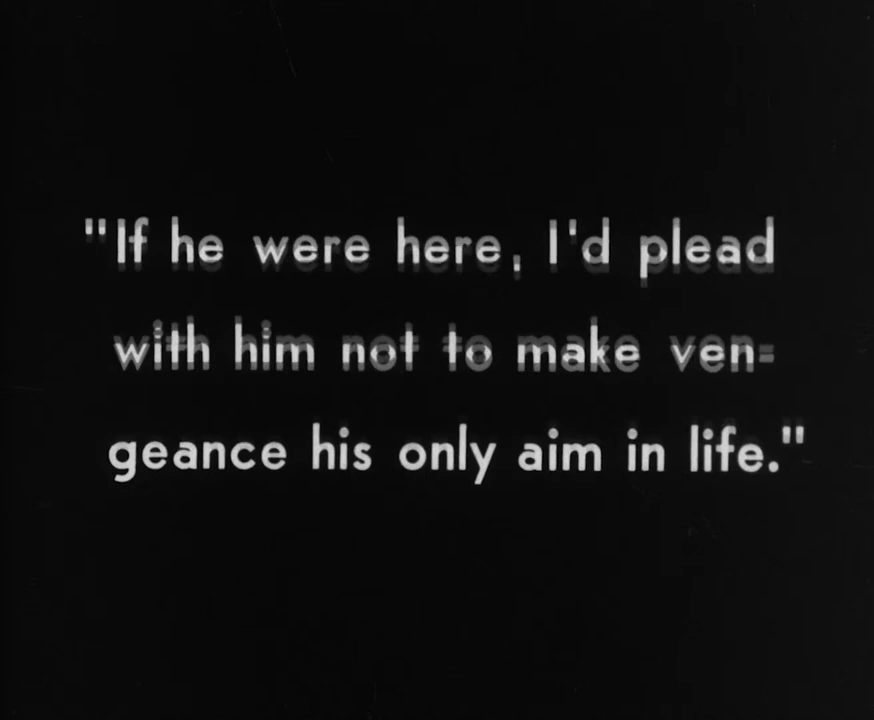 "If he were here, I'd plead
with him not to make ven=
geance his only aim in life."